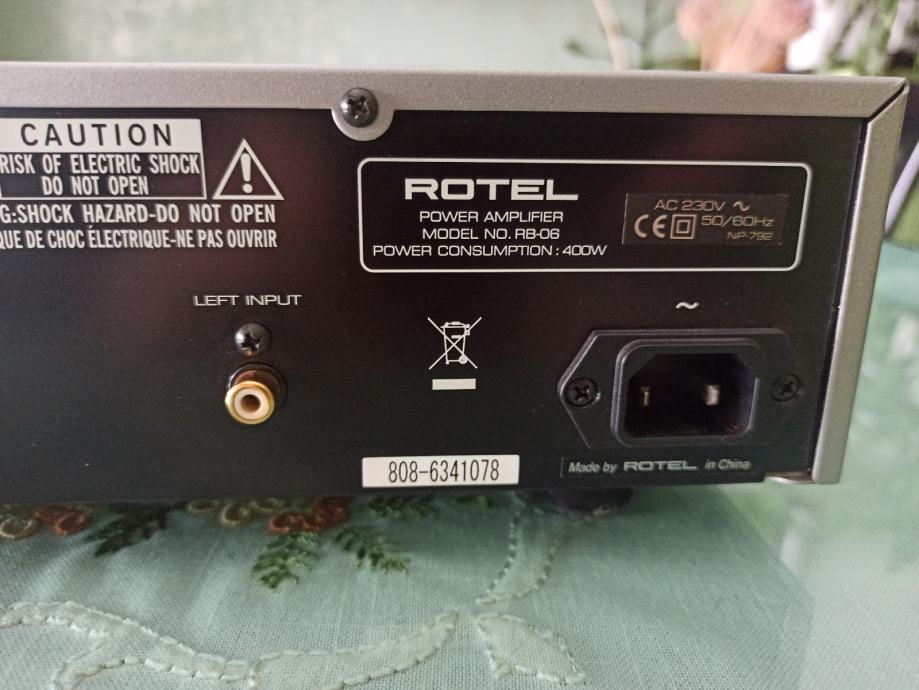 CAUTION
RISK OF ELECTRIC SHOCK
DO NOT OPEN
G:SHOCK HAZARD-DO NOT OPEN
QUE DE CHOC ÉLECTRIQUE-NE PAS OUVRIR
ROTEL
POWER AMPLIFIER
MODEL NO. RB-06
POWER CONSUMPTION : 400W
AC 230V ~
CE 50/60Hz
NP-792
LEFT INPUT
~
808-6341078
Made by ROTEL in China